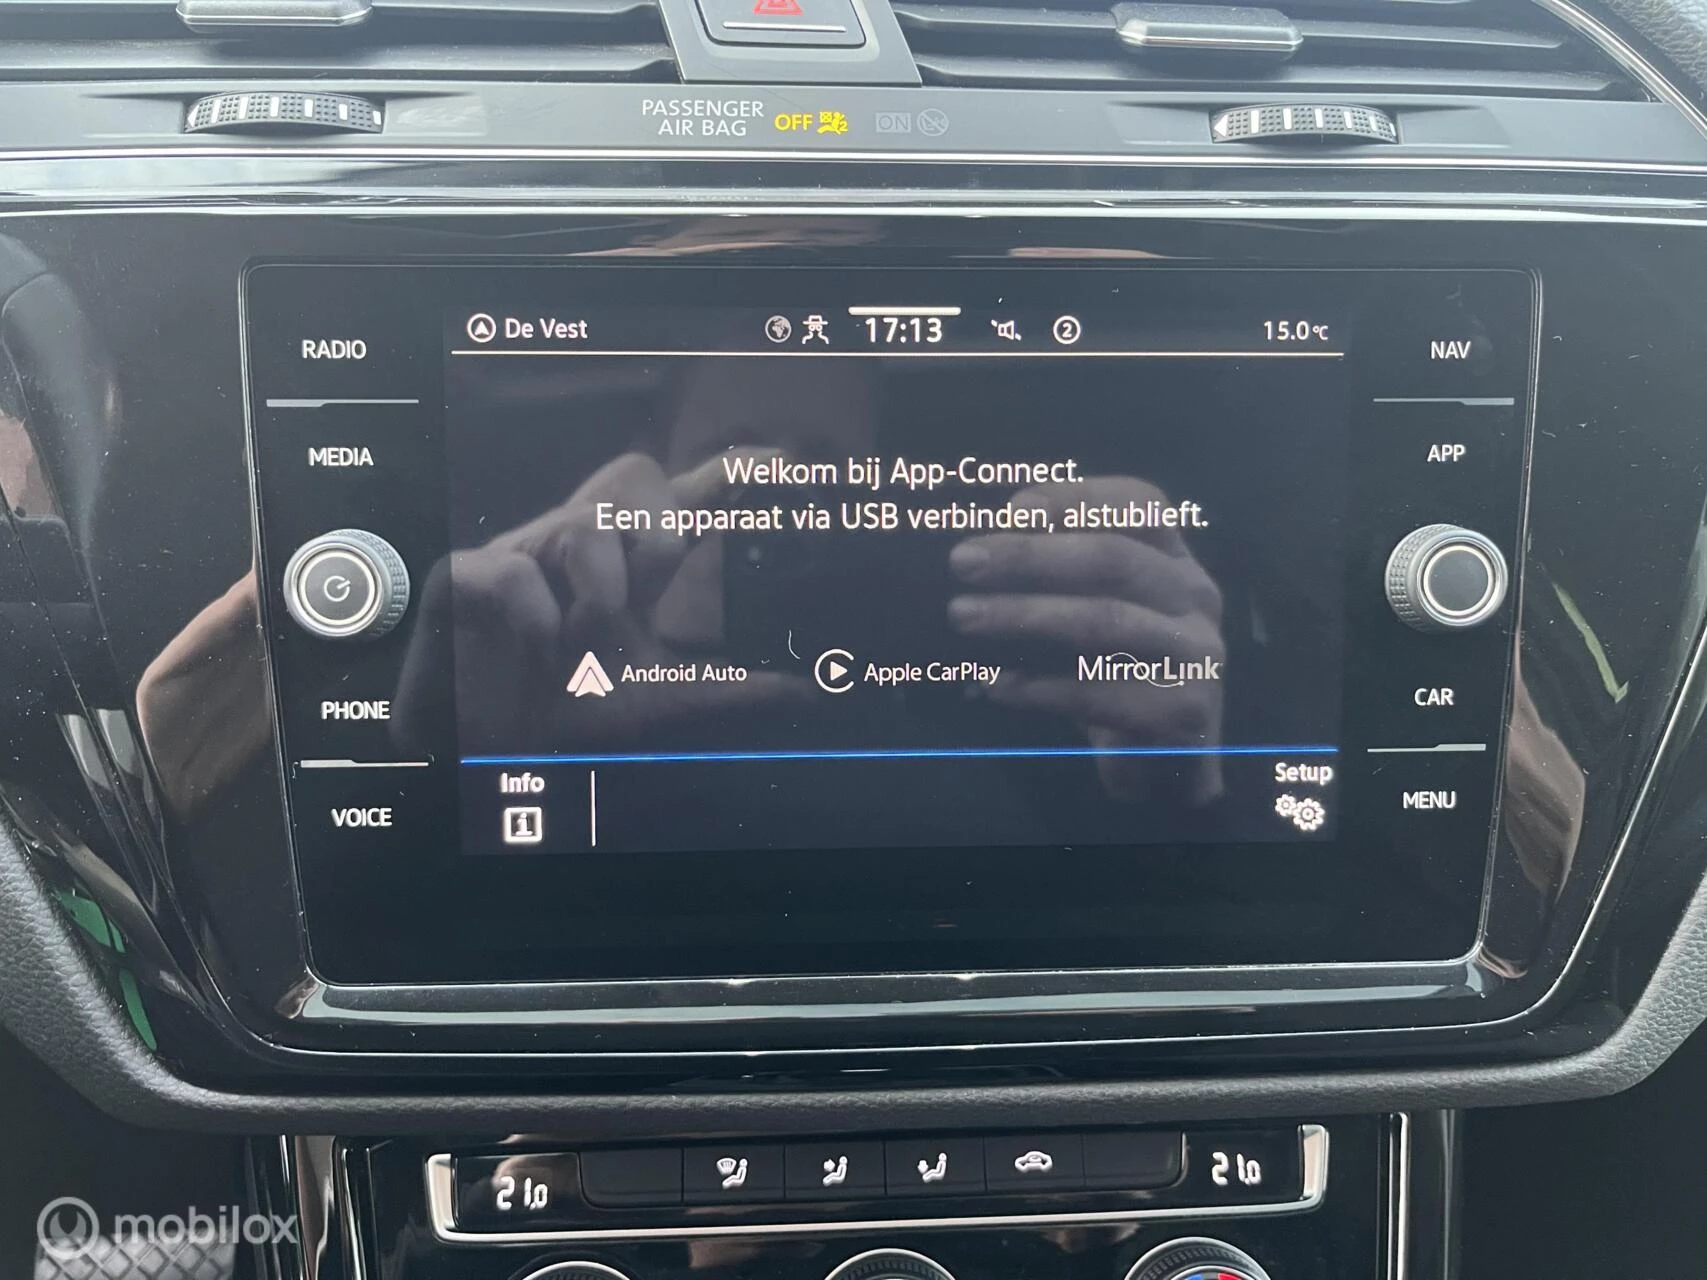 PASSENGER
AIR BAG OFF 2 ON
De Vest 17:13 2 15.0°C
RADIO
MEDIA
PHONE
VOICE
NAV
APP
CAR
MENU
Welkom bij App-Connect.
Een apparaat via USB verbinden, alstublieft.
Android Auto Apple CarPlay MirrorLink
Info Setup
21.0 21.0
mobilox